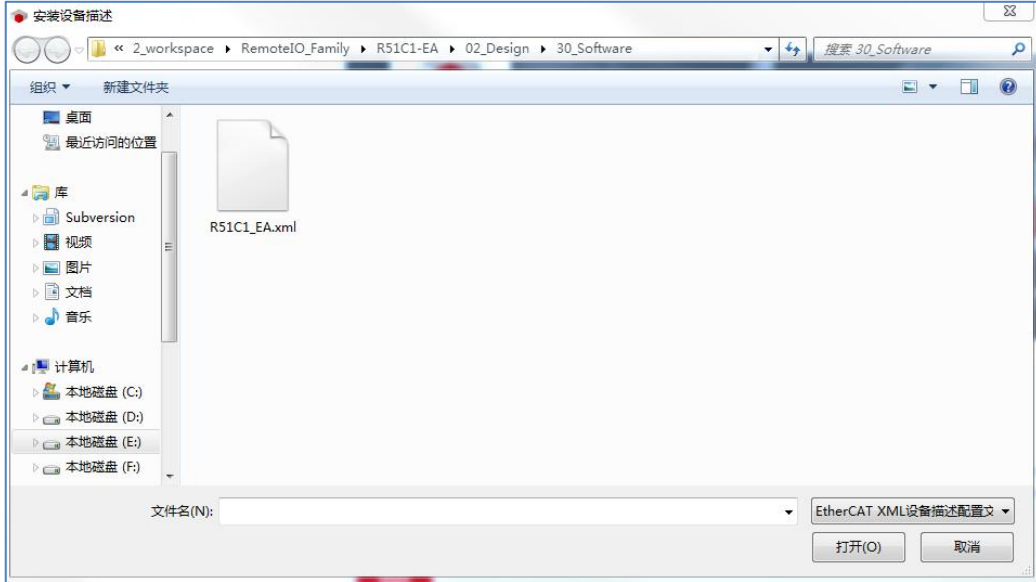 安装设备描述
« 2_workspace ▸ RemoteIO_Family ▸ R51C1-EA ▸ 02_Design ▸ 30_Software
搜索 30_Software
组织 新建文件夹
桌面
最近访问的位置
库
Subversion
视频
图片
文档
音乐
计算机
本地磁盘 (C:)
本地磁盘 (D:)
本地磁盘 (E:)
本地磁盘 (F:)
R51C1_EA.xml
文件名(N):
EtherCAT XML设备描述配置文
打开(O) 取消